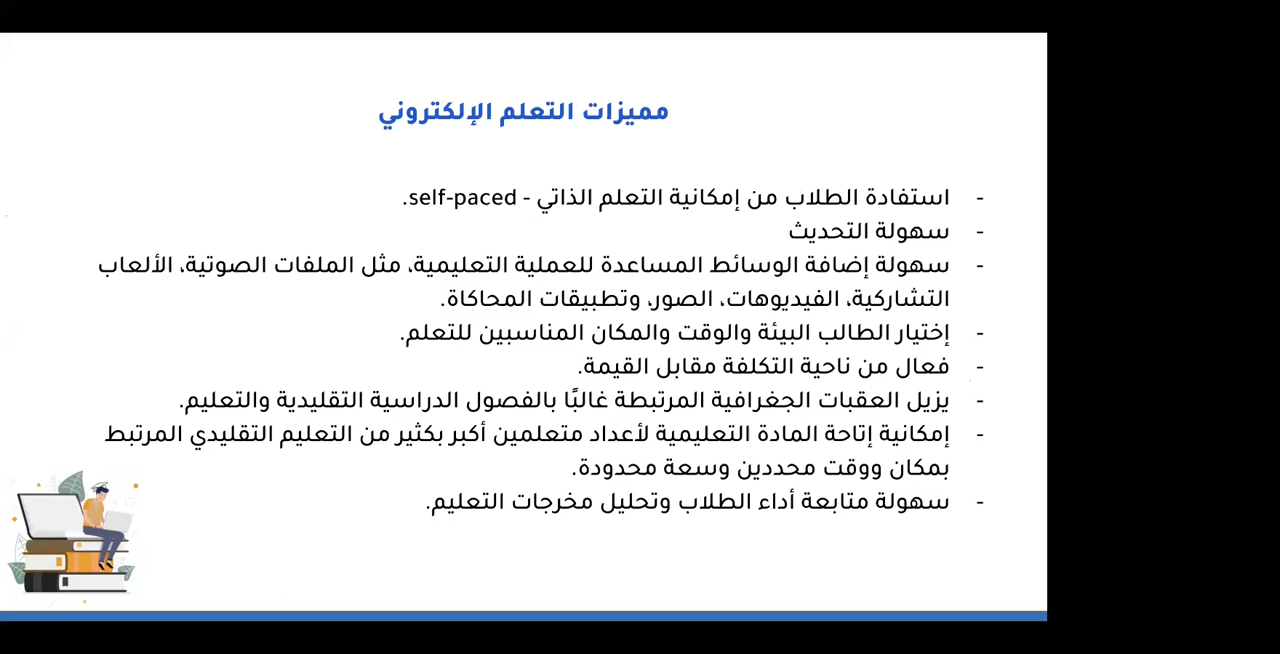 مميزات التعلم الإلكتروني
- استفادة الطلاب من إمكانية التعلم الذاتي - self-paced.
- سهولة التحديث
- سهولة إضافة الوسائط المساعدة للعملية التعليمية، مثل الملفات الصوتية، الألعاب
التشاركية، الفيديوهات، الصور، وتطبيقات المحاكاة.
- إختيار الطالب البيئة والوقت والمكان المناسبين للتعلم.
- فعال من ناحية التكلفة مقابل القيمة.
- يزيل العقبات الجغرافية المرتبطة غالبًا بالفصول الدراسية التقليدية والتعليم.
- إمكانية إتاحة المادة التعليمية لأعداد متعلمين أكبر بكثير من التعليم التقليدي المرتبط
بمكان ووقت محددين وسعة محدودة.
- سهولة متابعة أداء الطلاب وتحليل مخرجات التعليم.